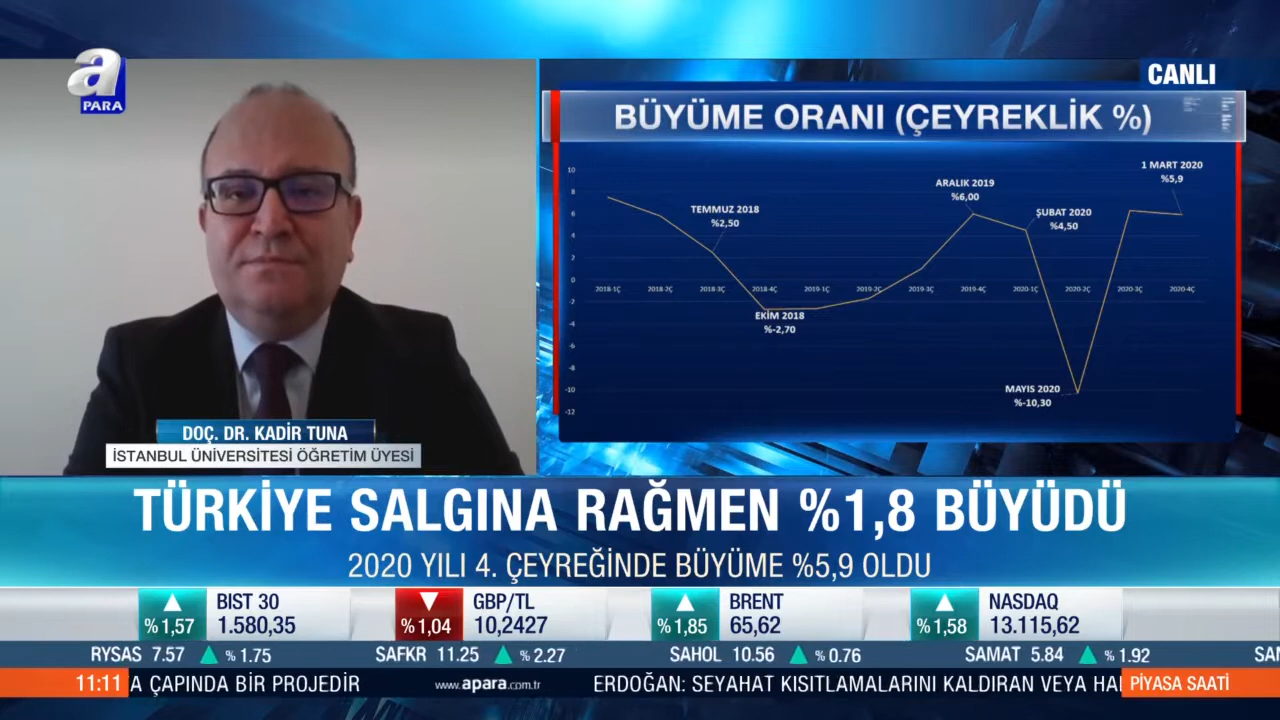 a
PARA
CANLI
BÜYÜME ORANI (ÇEYREKLİK %)
10
8
6
4
2
0
-2
-4
-6
-8
-10
-12
2018-1Ç 2018-2Ç 2018-3Ç 2018-4Ç 2019-1Ç 2019-2Ç 2019-3Ç 2019-4Ç 2020-1Ç 2020-2Ç 2020-3Ç 2020-4Ç
TEMMUZ 2018
%2,50
EKİM 2018
%-2,70
ARALIK 2019
%6,00
ŞUBAT 2020
%4,50
MAYIS 2020
%-10,30
1 MART 2020
%5,9
DOÇ. DR. KADİR TUNA
İSTANBUL ÜNİVERSİTESİ ÖĞRETİM ÜYESİ
TÜRKİYE SALGINA RAĞMEN %1,8 BÜYÜDÜ
2020 YILI 4. ÇEYREĞİNDE BÜYÜME %5,9 OLDU
% 1,57 BIST 30 1.580,35
% 1,04 GBP/TL 10,2427
% 1,85 BRENT 65,62
% 1,58 NASDAQ 13.115,62
RYSAS 7.57 % 1.75 SAFKR 11.25 % 2.27 SAHOL 10.56 % 0.76 SAMAT 5.84 % 1.92
11:11 A ÇAPINDA BİR PROJEDİR www.apara.com.tr ERDOĞAN: SEYAHAT KISITLAMALARINI KALDIRAN VEYA PİYASA SAATİ